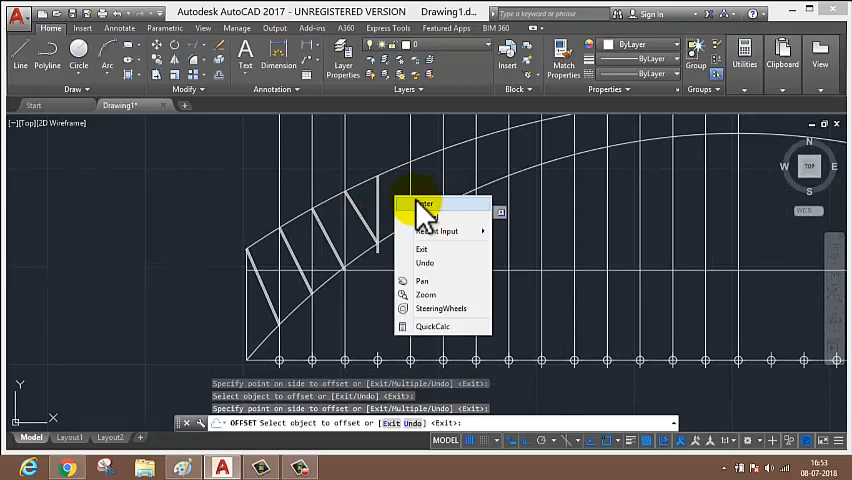 Autodesk AutoCAD 2017 - UNREGISTERED VERSION Drawing1.d...
Type a keyword or phrase
Sign In
Home Insert Annotate Parametric View Manage Output Add-ins A360 Express Tools Featured Apps BIM 360
Line Polyline Circle Arc
Text Dimension
Layer Properties
0
Insert
Match Properties
ByLayer
ByLayer
ByLayer
Group
Utilities Clipboard View
Draw Modify Annotation Layers Block Properties Groups
Start Drawing1*
[−][Top][2D Wireframe]
N
W TOP E
S
WCS
Recent Input
Exit
Undo
Pan
Zoom
SteeringWheels
QuickCalc
Y
X
Specify point on side to offset or [Exit/Multiple/Undo] <Exit>:
Select object to offset or [Exit/Undo] <Exit>:
Specify point on side to offset or [Exit/Multiple/Undo] <Exit>:
OFFSET Select object to offset or [Exit Undo] <Exit>:
Model Layout1 Layout2
MODEL
1:1
16:53
08-07-2018